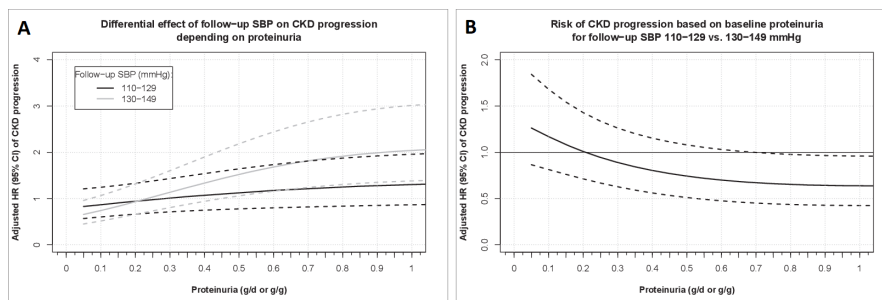 A
Differential effect of follow−up SBP on CKD progression
depending on proteinuria
Adjusted HR (95% CI) of CKD progression
4
3
2
1
0
Follow−up SBP (mmHg):
110−129
130−149
0 0.1 0.2 0.3 0.4 0.5 0.6 0.7 0.8 0.9 1
Proteinuria (g/d or g/g)
B
Risk of CKD progression based on baseline proteinuria
for follow−up SBP 110−129 vs. 130−149 mmHg
Adjusted HR (95% CI) of CKD progression
2.0
1.5
1.0
0.5
0.0
0 0.1 0.2 0.3 0.4 0.5 0.6 0.7 0.8 0.9 1
Proteinuria (g/d or g/g)